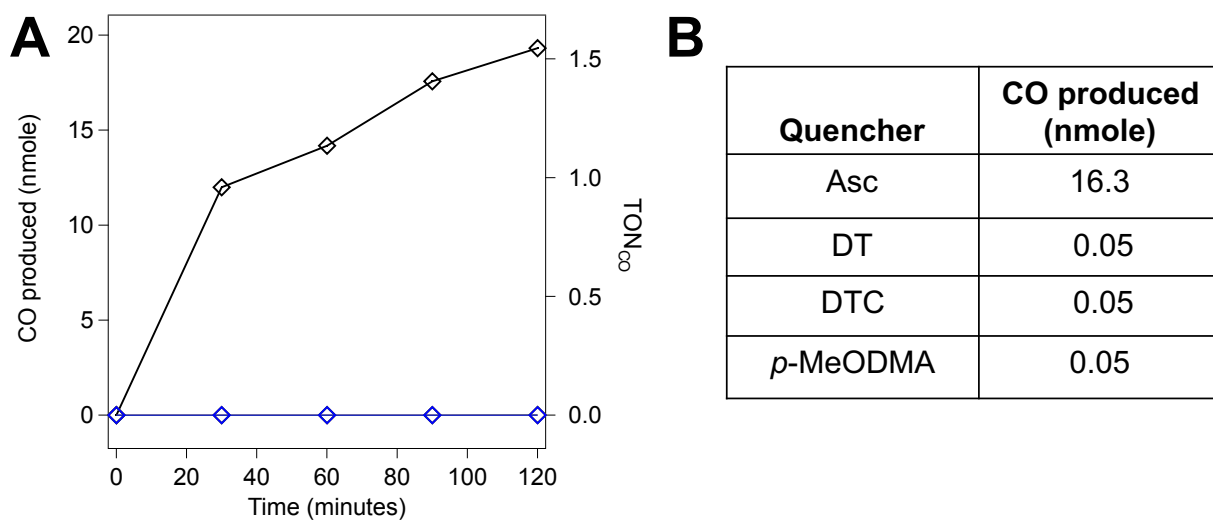 A
20
15
10
5
0
CO produced (nmole)
1.5
1.0
0.5
0.0
TONCO
0 20 40 60 80 100 120
Time (minutes)
B
Quencher CO produced (nmole)
Asc 16.3
DT 0.05
DTC 0.05
p-MeODMA 0.05